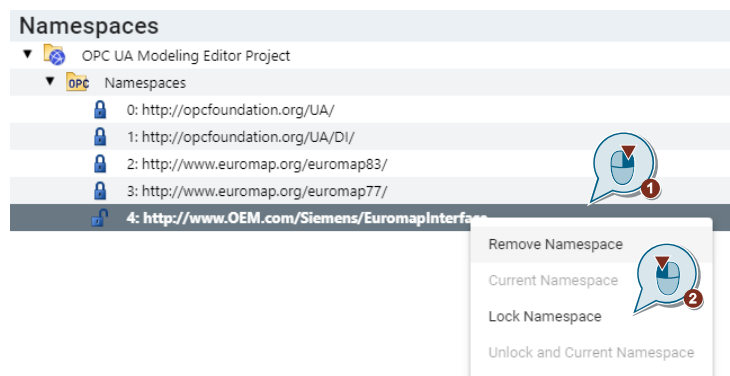 Namespaces
OPC UA Modeling Editor Project
OPC Namespaces
0: http://opcfoundation.org/UA/
1: http://opcfoundation.org/UA/DI/
2: http://www.euromap.org/euromap83/
3: http://www.euromap.org/euromap77/
1
4: http://www.OEM.com/Siemens/EuromapInterface
Remove Namespace
Current Namespace
2
Lock Namespace
Unlock and Current Namespace